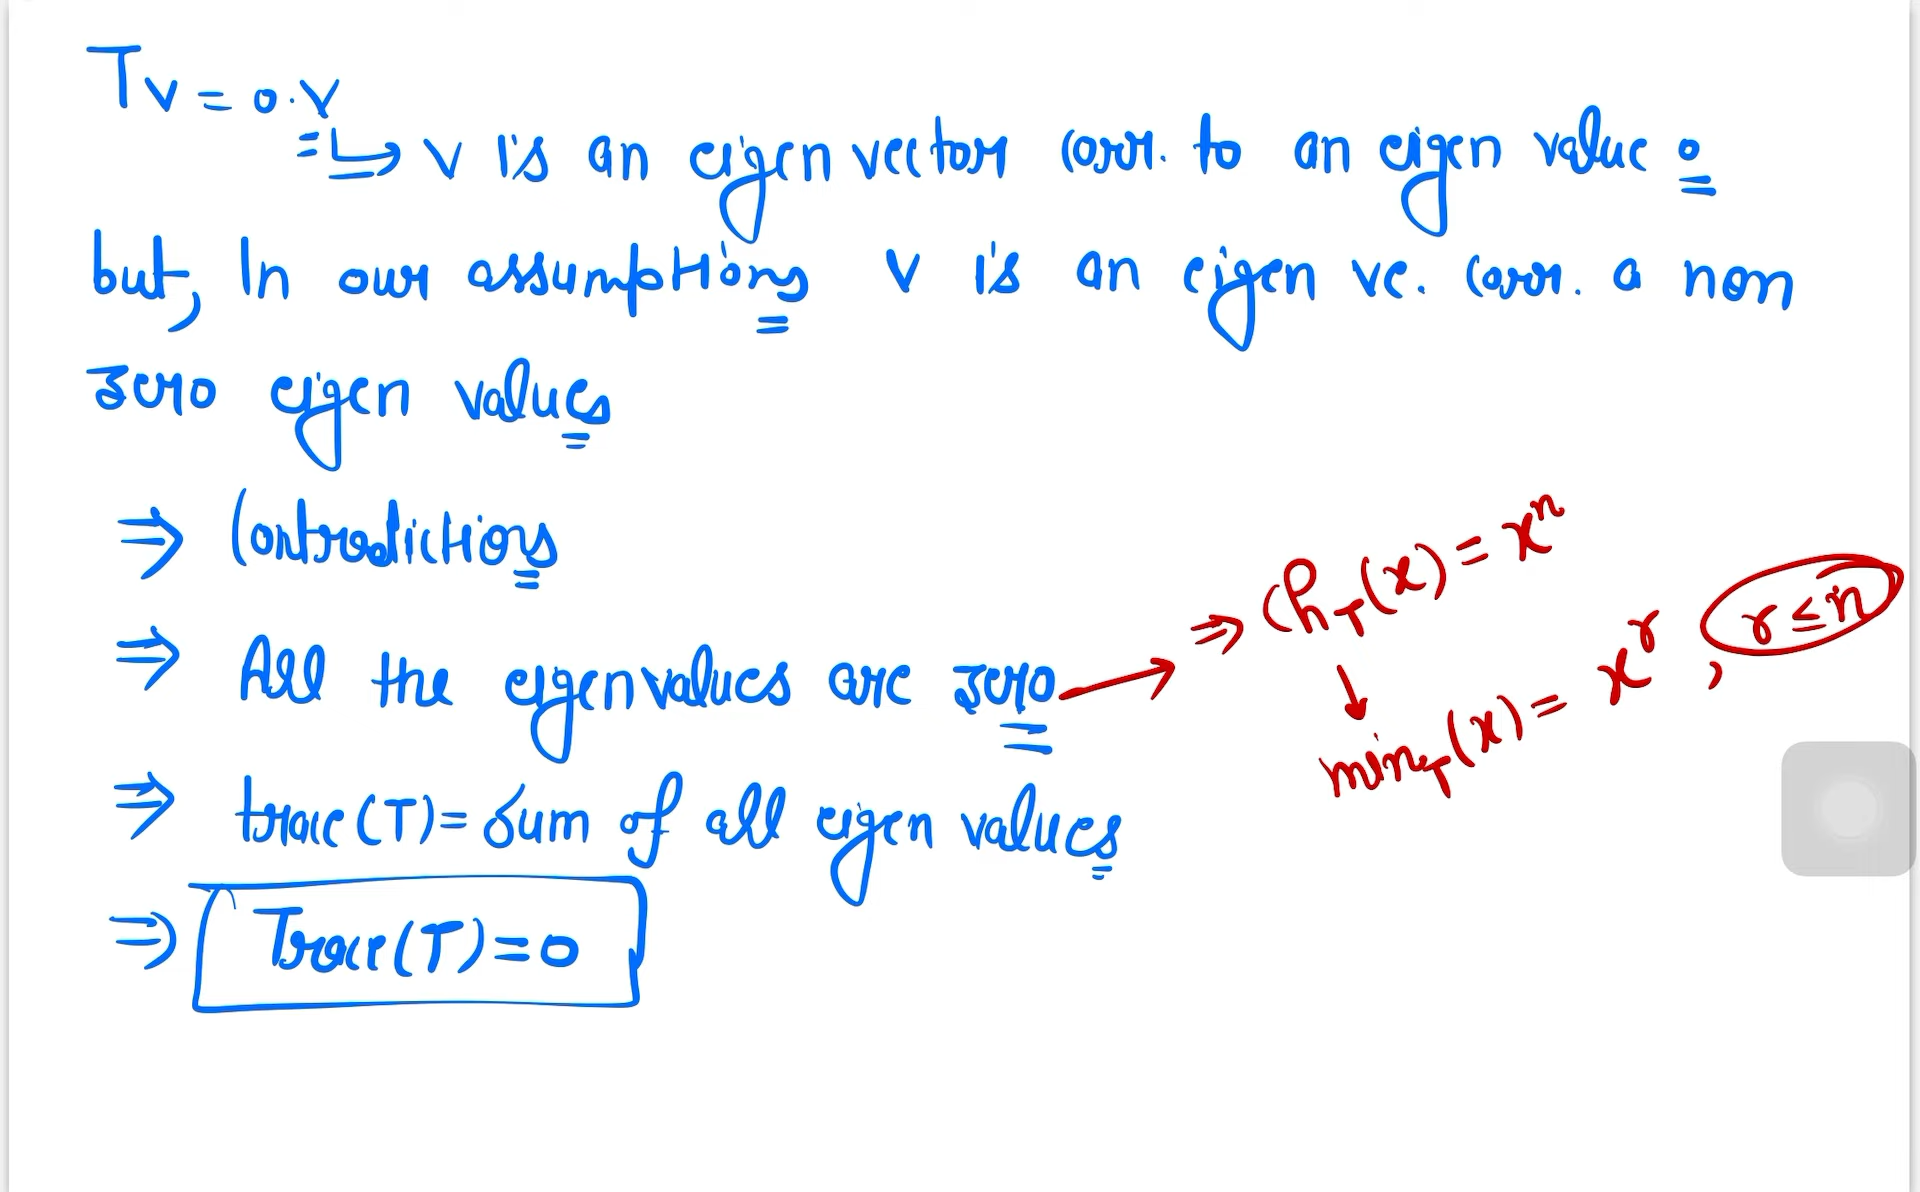 Tv = 0·v
↳ v is an eigen vector corr. to an eigen value 0
but, In our assumptions v is an eigen ve. corr. a non
zero eigen values
⇒ Contradictions
⇒ All the eigenvalues are zero → ⇒ Ch_T(x) = x^n
↓
min_T(x) = x^r, r ≤ n
⇒ trace(T) = Sum of all eigen values
⇒ Trace(T) = 0